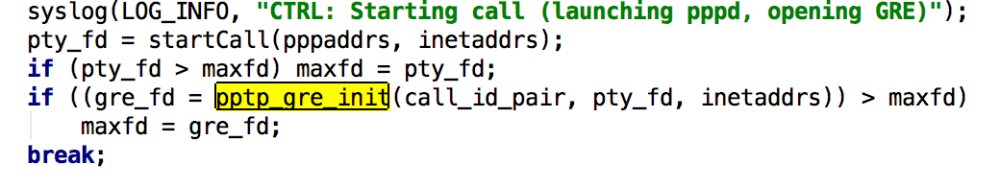 syslog(LOG_INFO, "CTRL: Starting call (launching pppd, opening GRE)");
pty_fd = startCall(pppaddrs, inetaddrs);
if (pty_fd > maxfd) maxfd = pty_fd;
if ((gre_fd = pptp_gre_init(call_id_pair, pty_fd, inetaddrs)) > maxfd)
    maxfd = gre_fd;
break;